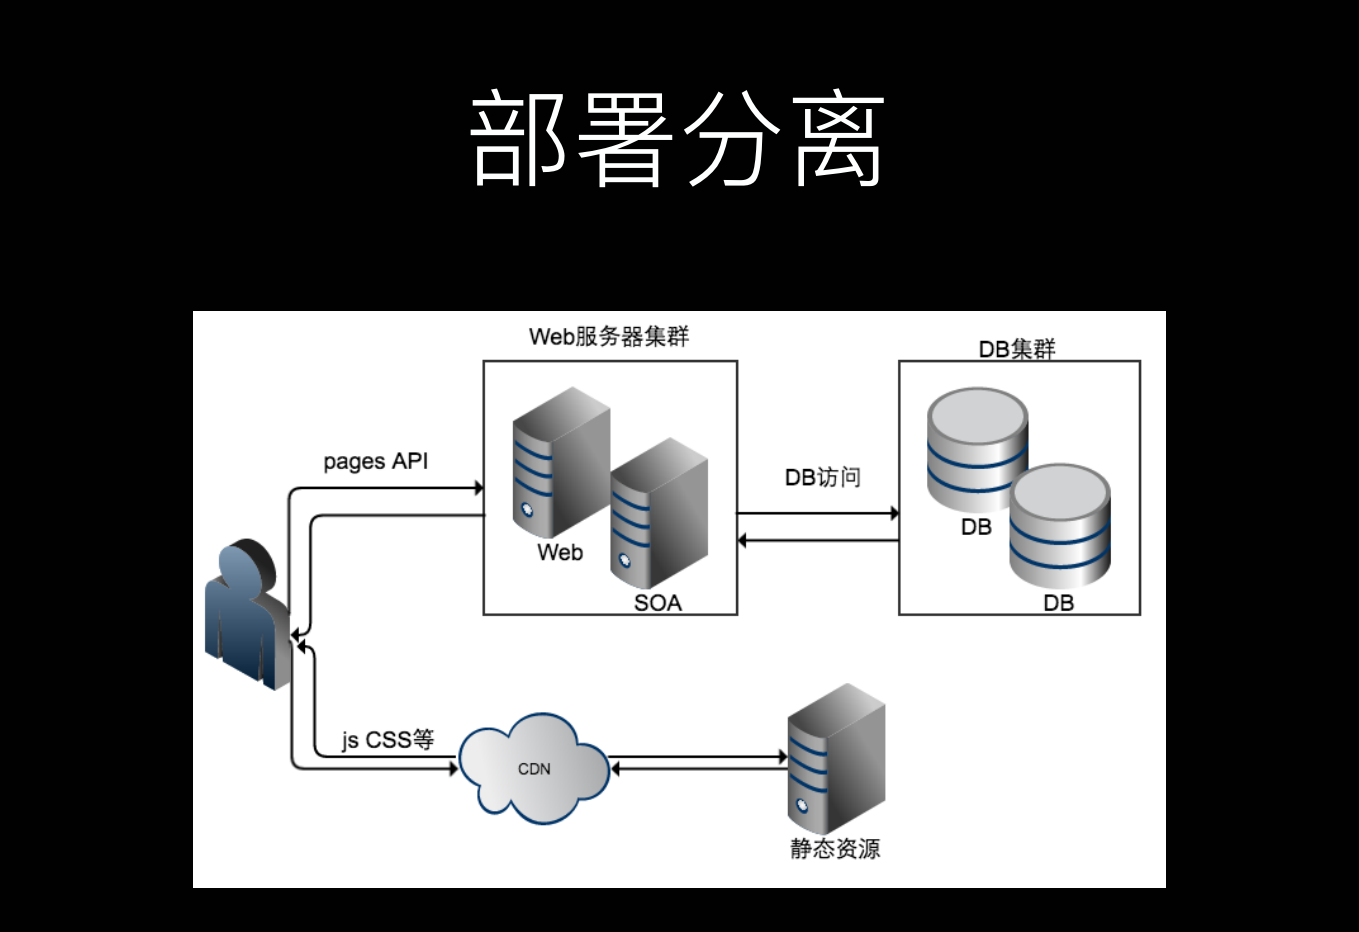 部署分离
Web服务器集群
DB集群
pages API
DB访问
DB
Web
SOA
DB
js CSS等
CDN
静态资源